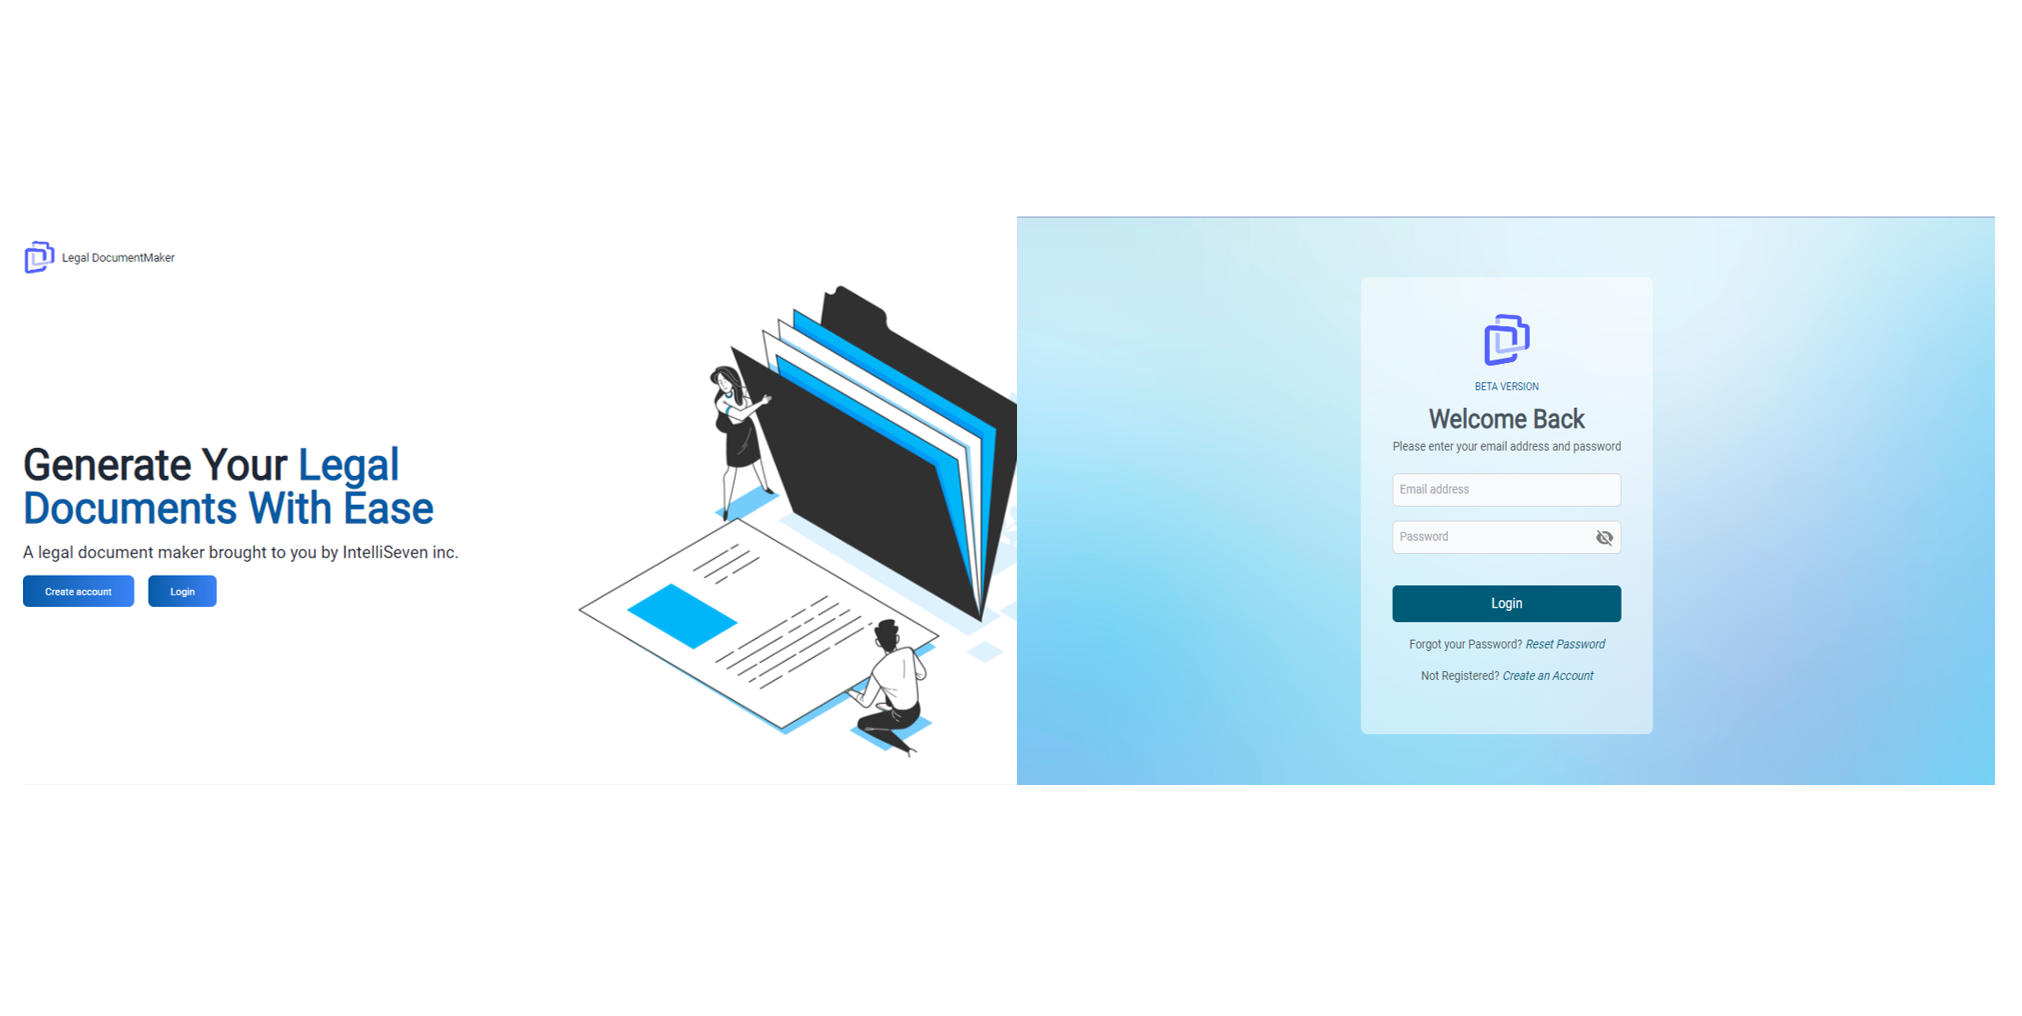 Legal DocumentMaker
Generate Your Legal
Documents With Ease
A legal document maker brought to you by IntelliSeven inc.
Create account
Login
BETA VERSION
Welcome Back
Please enter your email address and password
Email address
Password
Login
Forgot your Password? Reset Password
Not Registered? Create an Account